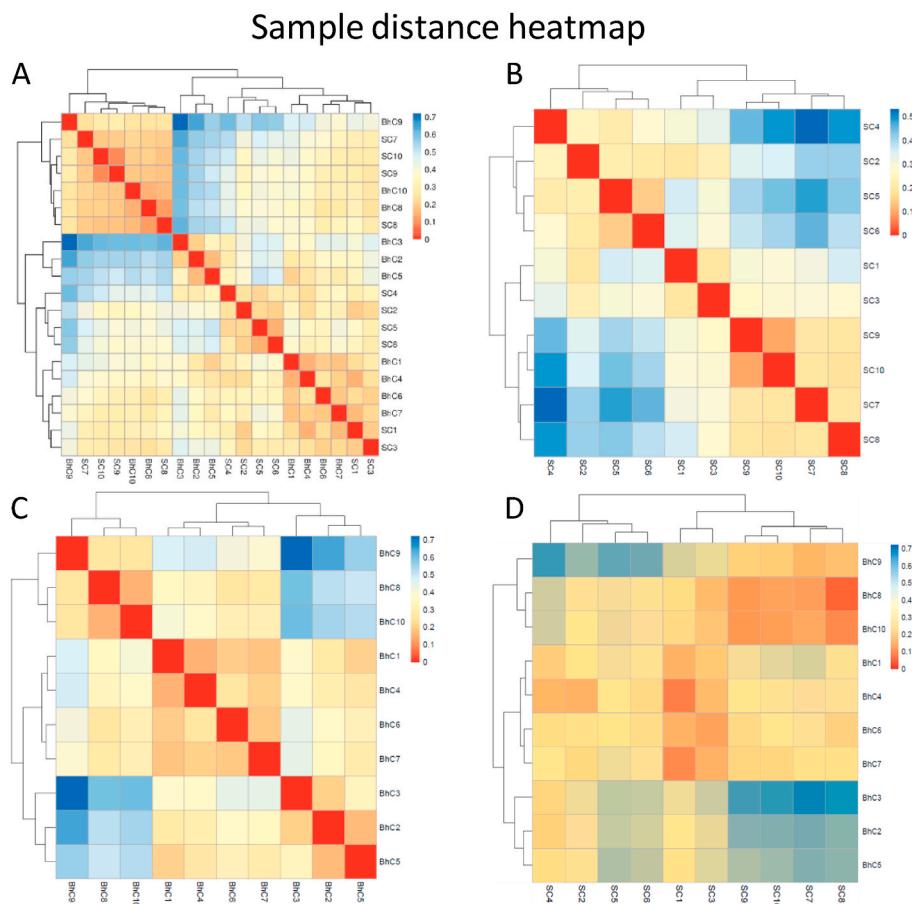 Sample distance heatmap
A
BhC9
SC7
SC10
SC9
BhC10
BhC8
SC8
BhC3
BhC2
BhC5
SC4
SC2
SC5
SC6
BhC1
BhC4
BhC6
BhC7
SC1
SC3
0.7
0.6
0.5
0.4
0.3
0.2
0.1
0
BhC9 SC7 SC10 SC9 BhC10 BhC8 SC8 BhC3 BhC2 BhC5 SC4 SC2 SC5 SC6 BhC1 BhC4 BhC6 BhC7 SC1 SC3
B
SC4
SC2
SC5
SC6
SC1
SC3
SC9
SC10
SC7
SC8
0.5
0.4
0.3
0.2
0.1
0
SC4 SC2 SC5 SC6 SC1 SC3 SC9 SC10 SC7 SC8
C
BhC9
BhC8
BhC10
BhC1
BhC4
BhC6
BhC7
BhC3
BhC2
BhC5
0.7
0.6
0.5
0.4
0.3
0.2
0.1
0
BhC9 BhC8 BhC10 BhC1 BhC4 BhC6 BhC7 BhC3 BhC2 BhC5
D
BhC9
BhC8
BhC10
BhC1
BhC4
BhC6
BhC7
BhC3
BhC2
BhC5
0.7
0.6
0.5
0.4
0.3
0.2
0.1
0
SC4 SC2 SC5 SC6 SC1 SC3 SC9 SC10 SC7 SC8